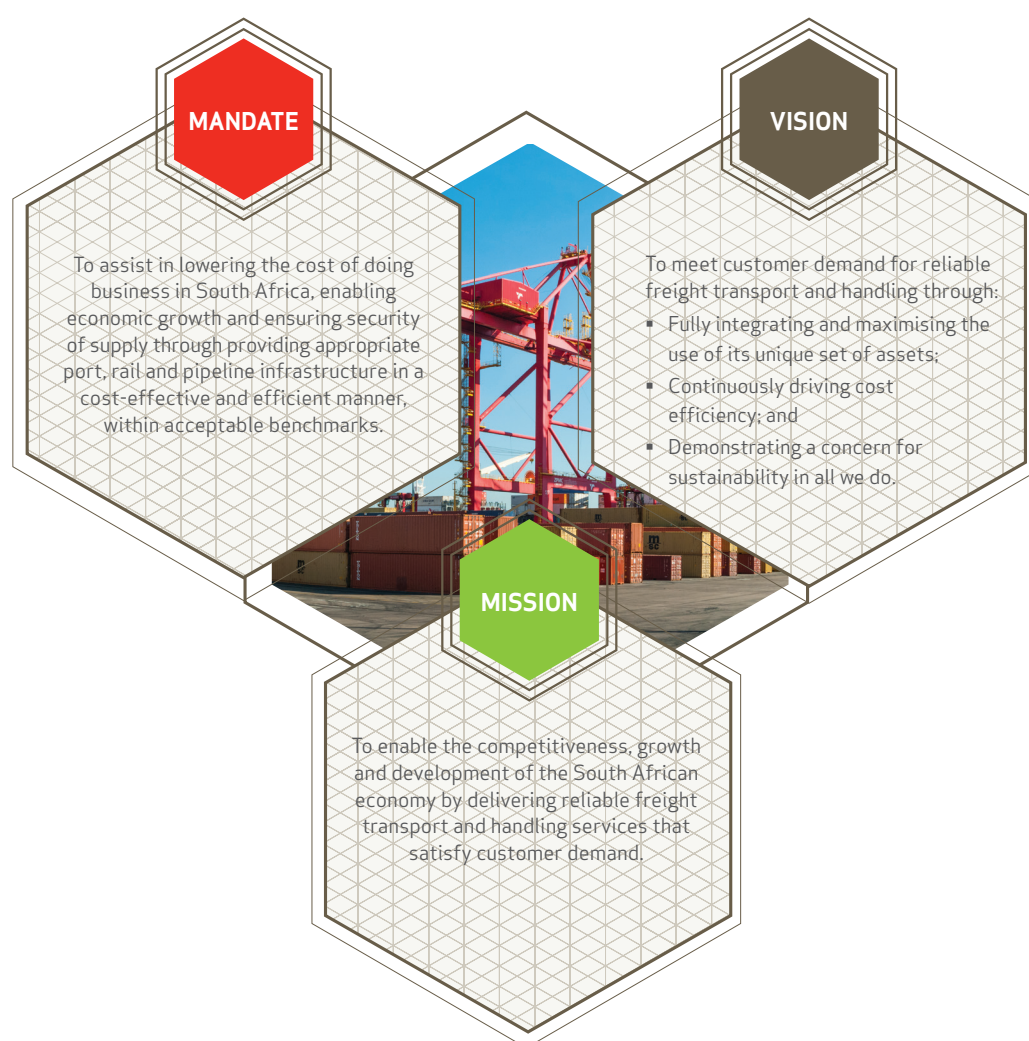 MANDATE
To assist in lowering the cost of doing
business in South Africa, enabling
economic growth and ensuring security
of supply through providing appropriate
port, rail and pipeline infrastructure in a
cost-effective and efficient manner,
within acceptable benchmarks.
VISION
To meet customer demand for reliable
freight transport and handling through:
▪ Fully integrating and maximising the
use of its unique set of assets;
▪ Continuously driving cost
efficiency; and
▪ Demonstrating a concern for
sustainability in all we do.
m
sc
MISSION
To enable the competitiveness, growth
and development of the South African
economy by delivering reliable freight
transport and handling services that
satisfy customer demand.